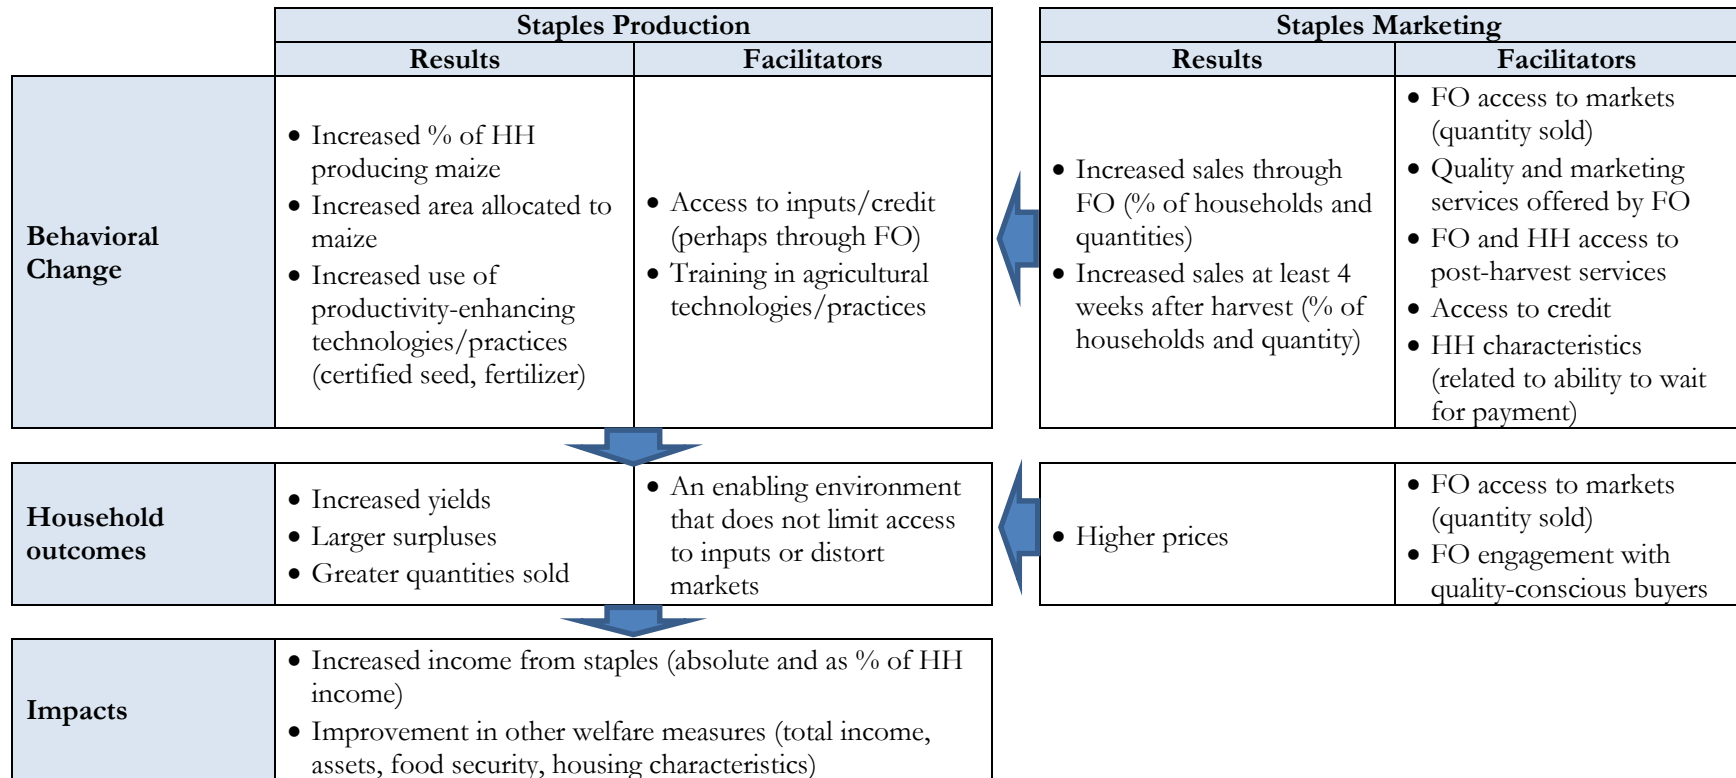 Staples Production
Staples Marketing
Results
Facilitators
Results
Facilitators
Behavioral
Change
• Increased % of HH
producing maize
• Increased area allocated to
maize
• Increased use of
productivity-enhancing
technologies/practices
(certified seed, fertilizer)
• Access to inputs/credit
(perhaps through FO)
• Training in agricultural
technologies/practices
• Increased sales through
FO (% of households and
quantities)
• Increased sales at least 4
weeks after harvest (% of
households and quantity)
• FO access to markets
(quantity sold)
• Quality and marketing
services offered by FO
• FO and HH access to
post-harvest services
• Access to credit
• HH characteristics
(related to ability to wait
for payment)
Household
outcomes
• Increased yields
• Larger surpluses
• Greater quantities sold
• An enabling environment
that does not limit access
to inputs or distort
markets
• Higher prices
• FO access to markets
(quantity sold)
• FO engagement with
quality-conscious buyers
Impacts
• Increased income from staples (absolute and as % of HH
income)
• Improvement in other welfare measures (total income,
assets, food security, housing characteristics)